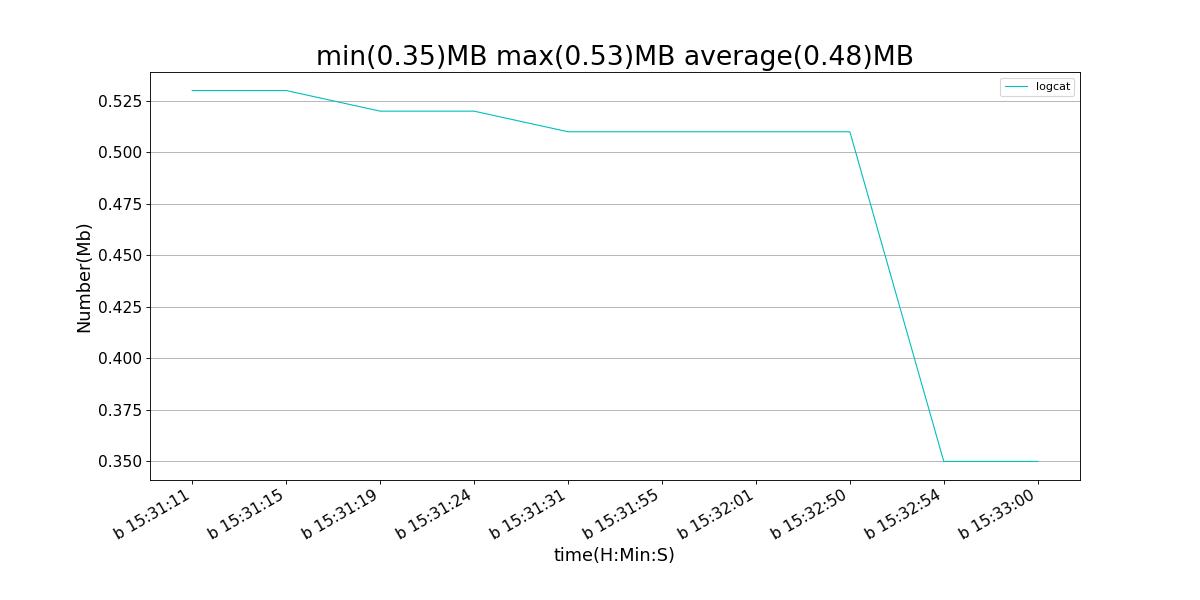 min(0.35)MB max(0.53)MB average(0.48)MB
logcat
Number(Mb)
0.525
0.500
0.475
0.450
0.425
0.400
0.375
0.350
b 15:31:11
b 15:31:15
b 15:31:19
b 15:31:24
b 15:31:31
b 15:31:55
b 15:32:01
b 15:32:50
b 15:32:54
b 15:33:00
time(H:Min:S)